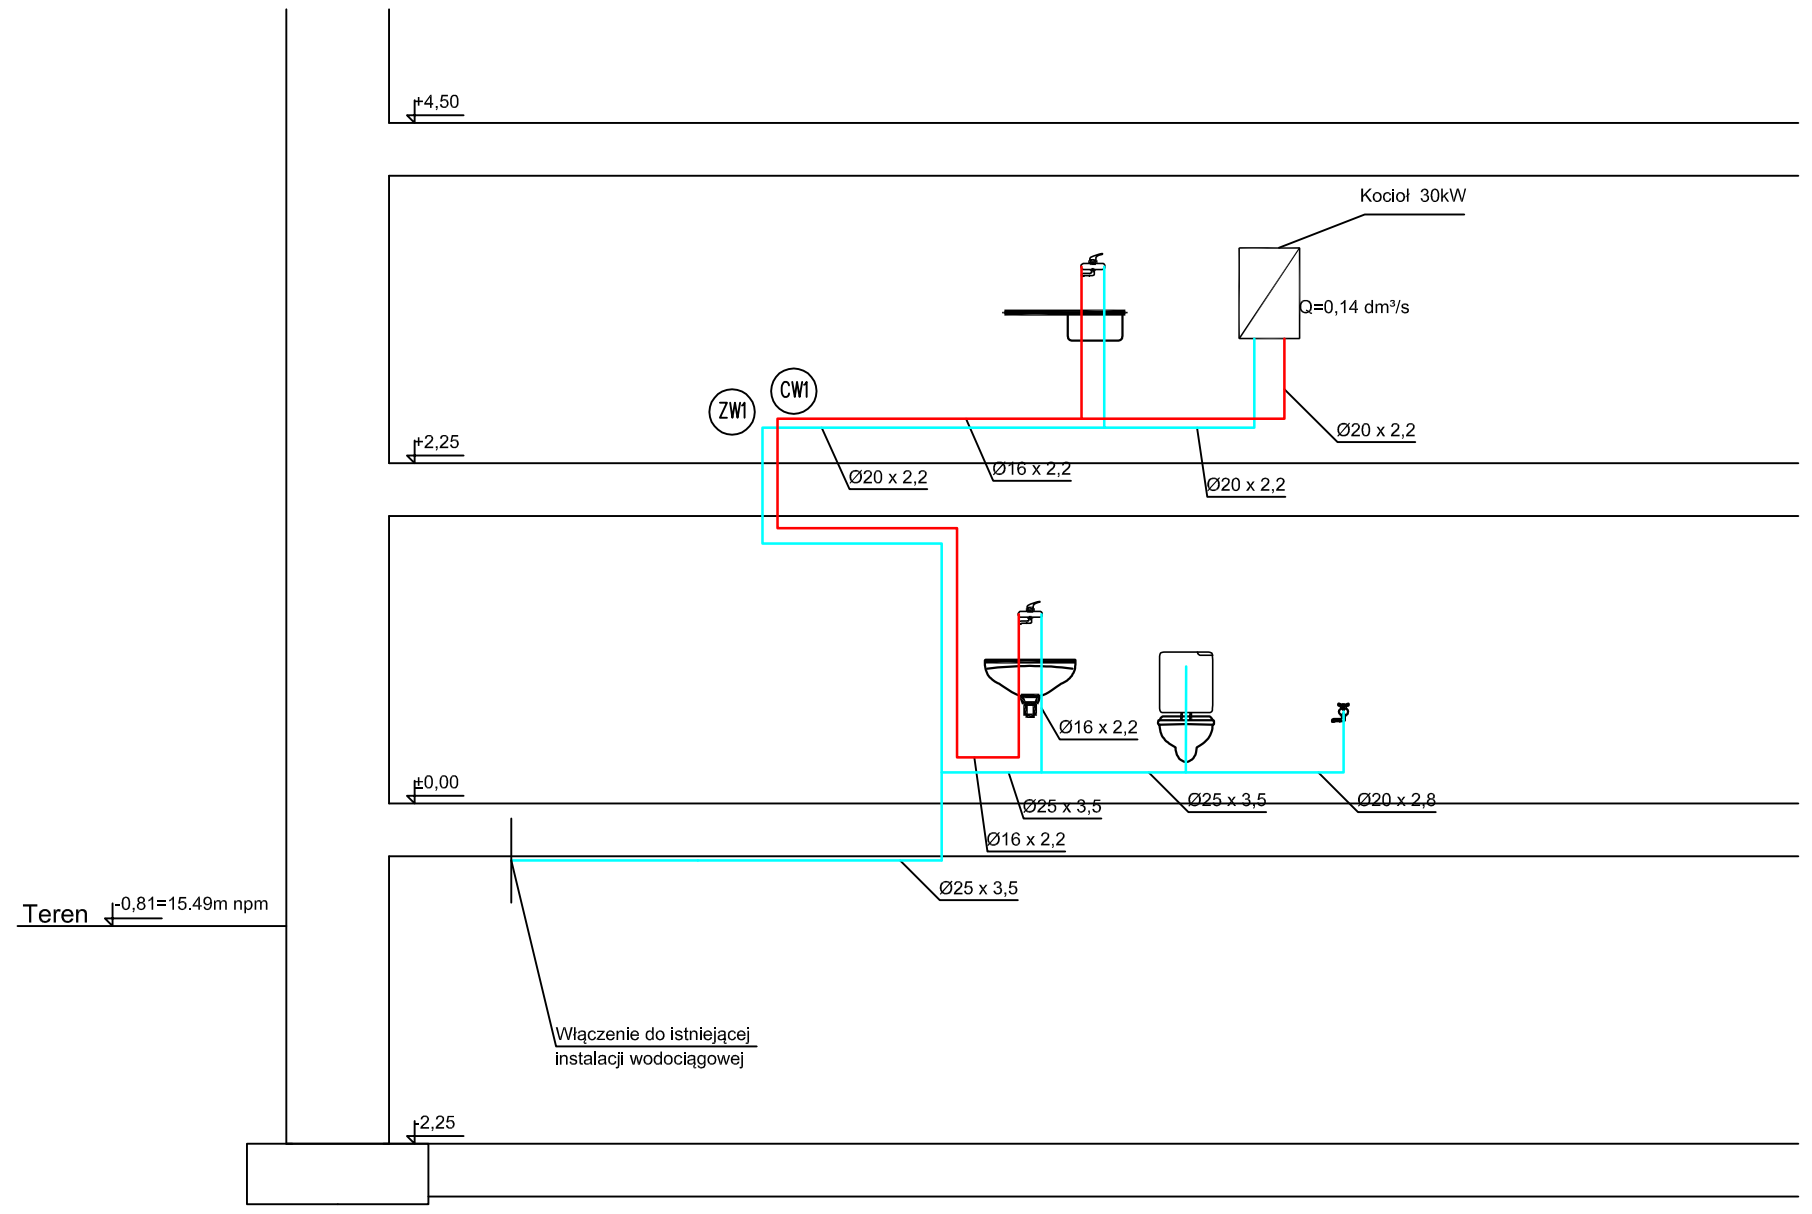 +4,50
Kocioł 30kW
Q=0,14 dm³/s
CW1
ZW1
+2,25
Ø20 x 2,2
Ø20 x 2,2
Ø16 x 2,2
Ø20 x 2,2
Ø16 x 2,2
±0,00
Ø25 x 3,5
Ø25 x 3,5
Ø20 x 2,8
Ø16 x 2,2
Ø25 x 3,5
Teren
-0,81=15.49m npm
Włączenie do istniejącej
instalacji wodociągowej
-2,25